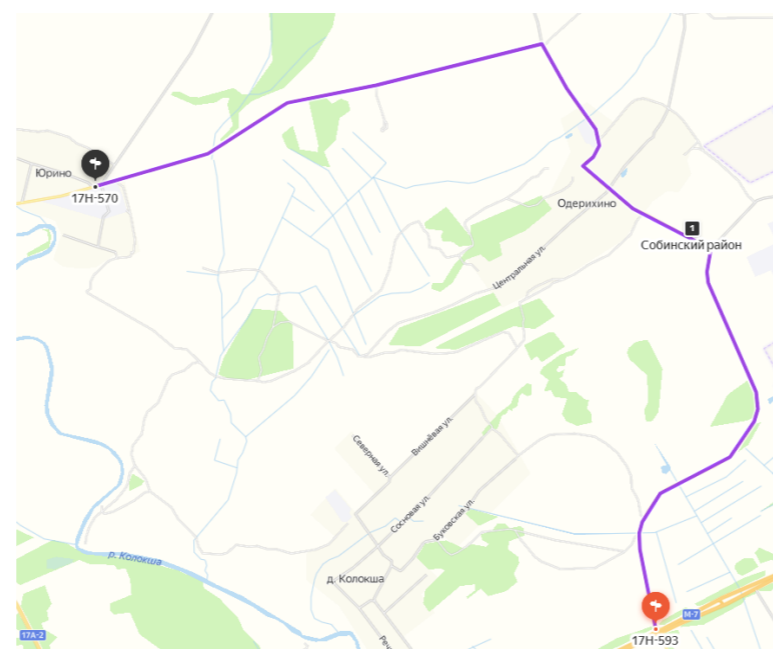 Юрино
17Н-570
Одерихино
1
Собинский район
Центральная ул.
Вишнёвая ул.
Северная ул.
Сосновая ул.
Буховская ул.
р. Колокша
д. Колокша
М-7
17А-2
17Н-593